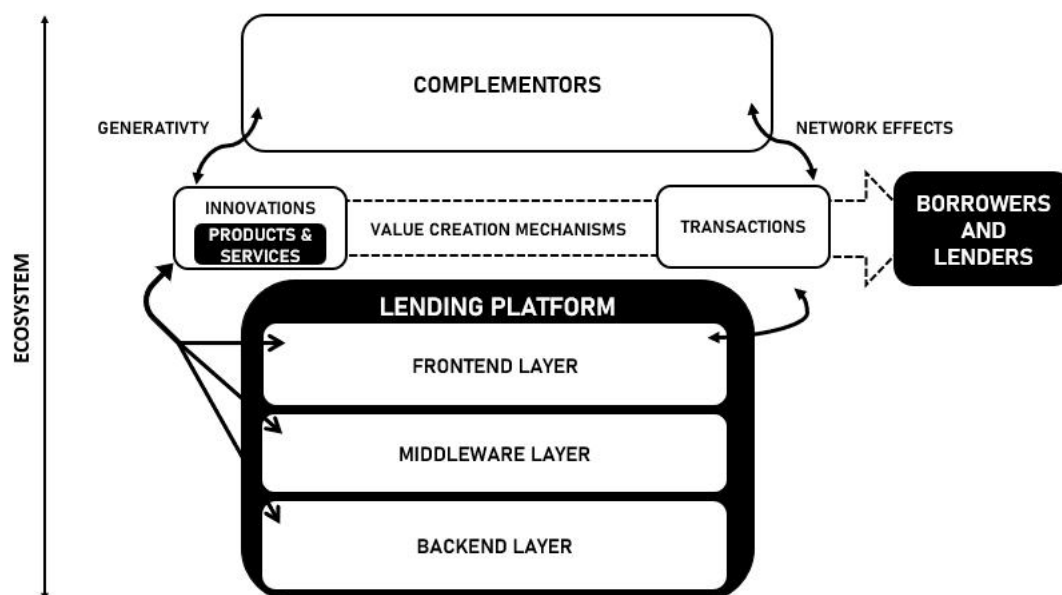 COMPLEMENTORS
GENERATIVTY
NETWORK EFFECTS
INNOVATIONS
PRODUCTS &
SERVICES
VALUE CREATION MECHANISMS
TRANSACTIONS
BORROWERS
AND
LENDERS
ECOSYSTEM
LENDING PLATFORM
FRONTEND LAYER
MIDDLEWARE LAYER
BACKEND LAYER